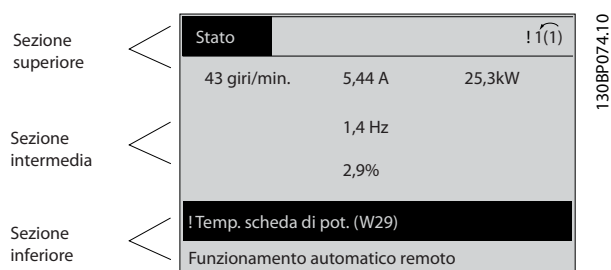 Sezione
superiore
Stato
! 1(1)
43 giri/min.
5,44 A
25,3kW
Sezione
intermedia
1,4 Hz
2,9%
Sezione
inferiore
! Temp. scheda di pot. (W29)
Funzionamento automatico remoto
130BP074.10